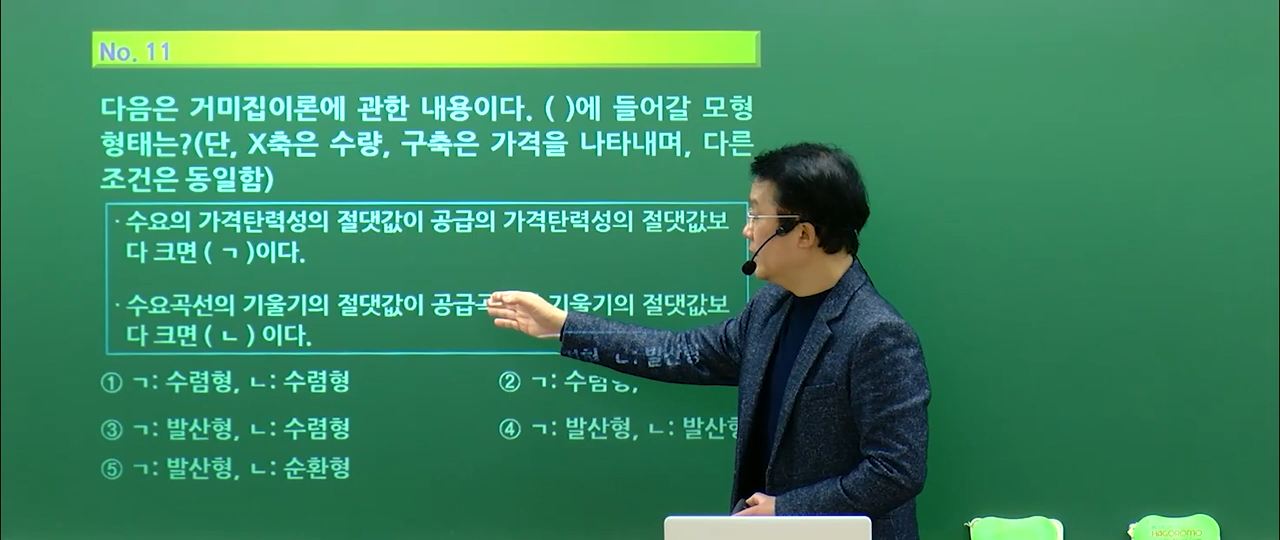 No. 11
다음은 거미집이론에 관한 내용이다. ( )에 들어갈 모형
형태는?(단, X축은 수량, 구축은 가격을 나타내며, 다른
조건은 동일함)
· 수요의 가격탄력성의 절댓값이 공급의 가격탄력성의 절댓값보
다 크면 ( ㄱ )이다.
· 수요곡선의 기울기의 절댓값이 기울기의 절댓값보
다 크면 ( ㄴ ) 이다.
① ㄱ: 수렴형, ㄴ: 수렴형
② ㄱ: 수렴형, ㄴ: 발산형
③ ㄱ: 발산형, ㄴ: 수렴형
④ ㄱ: 발산형, ㄴ: 발산형
⑤ ㄱ: 발산형, ㄴ: 순환형
HAGOROMO